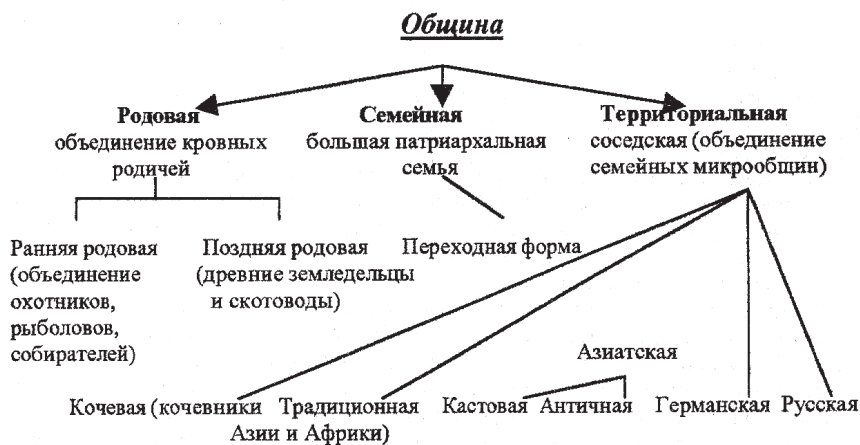 Община
Родовая Семейная Территориальная
объединение кровных большая патриархальная соседская (объединение
родичей семья семейных микрообщин)
Ранняя родовая Поздняя родовая Переходная форма
(объединение (древние земледельцы
охотников, и скотоводы)
рыболовов,
собирателей)
Азиатская
Кочевая (кочевники Традиционная Кастовая Античная Германская Русская
Азии и Африки)